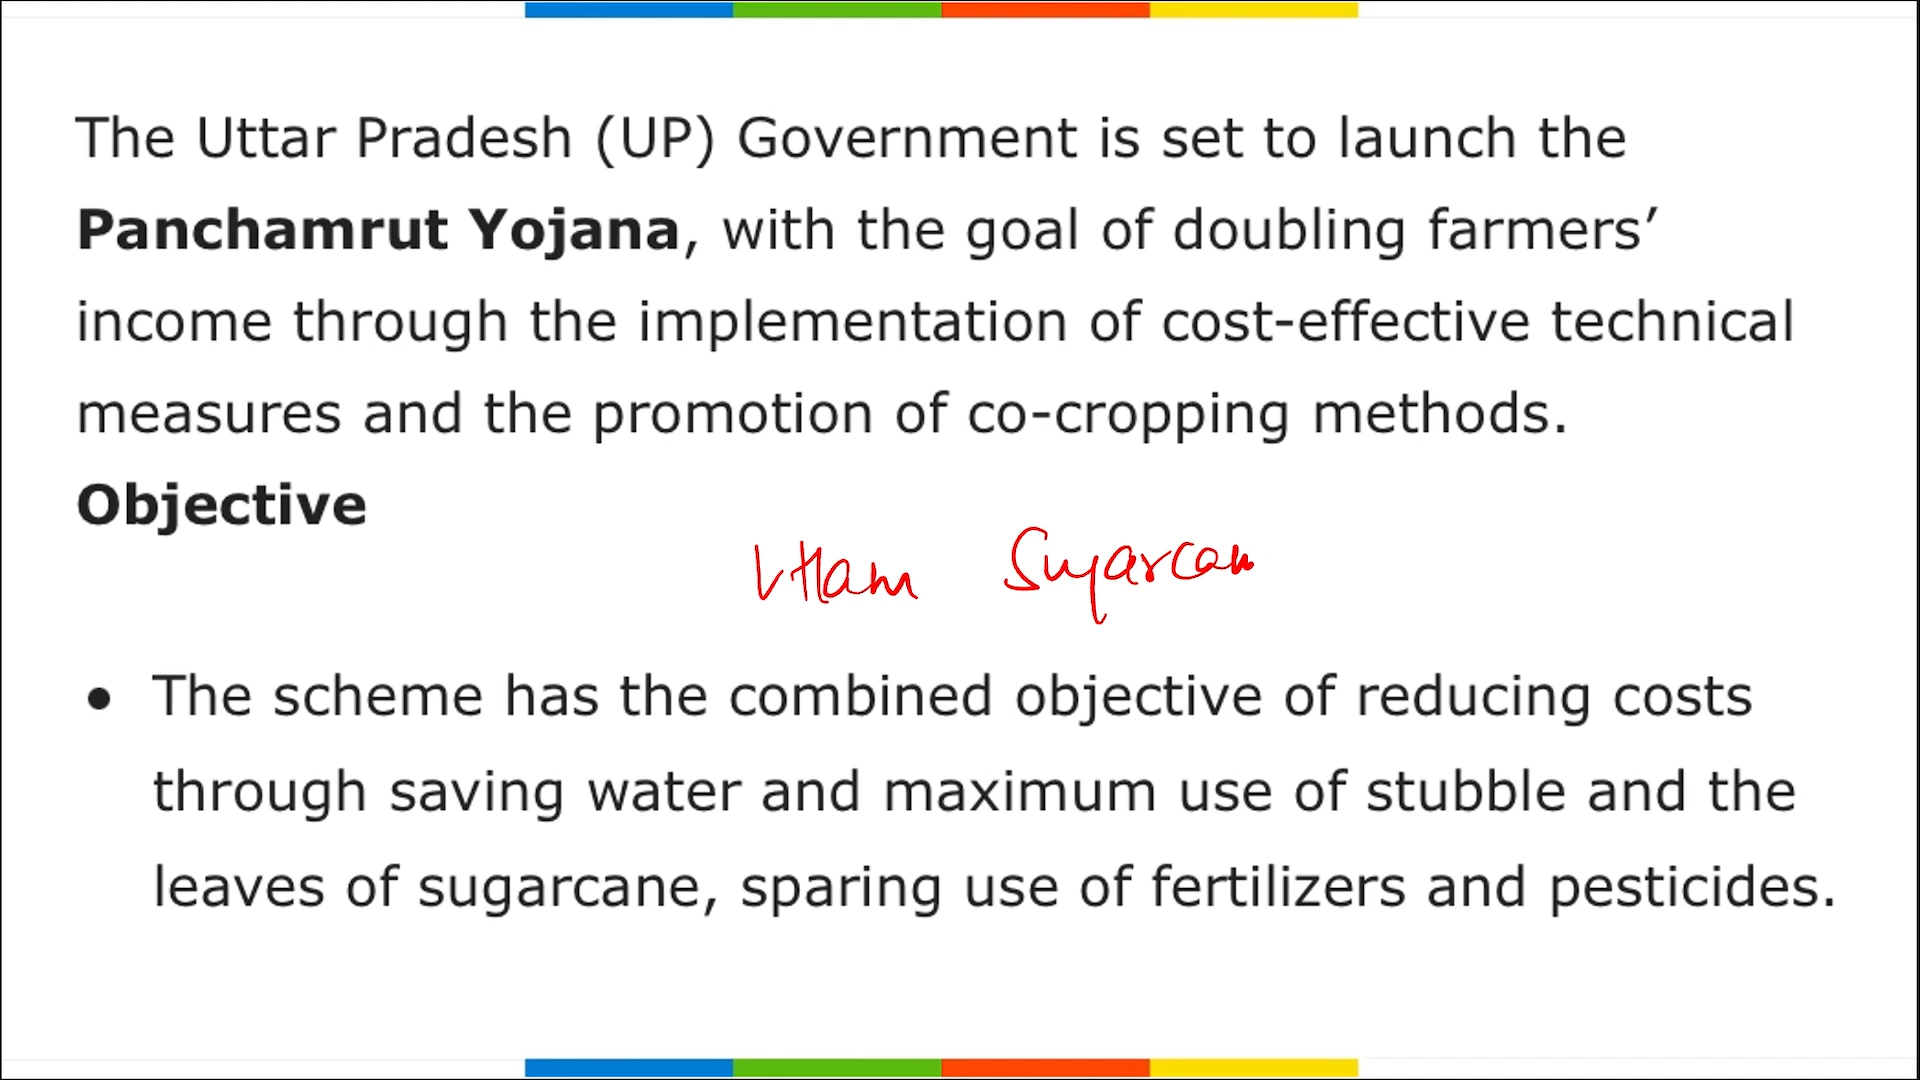 The Uttar Pradesh (UP) Government is set to launch the
Panchamrut Yojana, with the goal of doubling farmers’
income through the implementation of cost-effective technical
measures and the promotion of co-cropping methods.
Objective
Sugarcan
• The scheme has the combined objective of reducing costs
through saving water and maximum use of stubble and the
leaves of sugarcane, sparing use of fertilizers and pesticides.